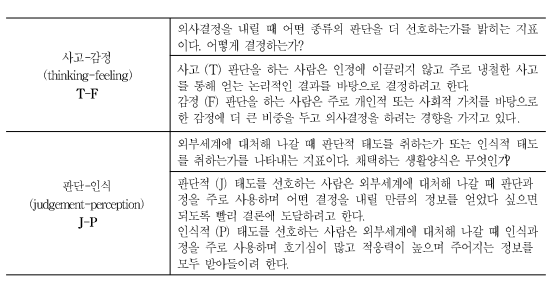 사고-감정
(thinking-feeling)
T-F
의사결정을 내릴 때 어떤 종류의 판단을 더 선호하는가를 밝히는 지표
이다. 어떻게 결정하는가?
사고 (T) 판단을 하는 사람은 인정에 이끌리지 않고 주로 냉철한 사고
를 통해 얻는 논리적인 결과를 바탕으로 결정하려고 한다.
감정 (F) 판단을 하는 사람은 주로 개인적 또는 사회적 가치를 바탕으로
한 감정에 더 큰 비중을 두고 의사결정을 하려는 경향을 가지고 있다.
판단-인식
(judgement-perception)
J-P
외부세계에 대처해 나갈 때 판단적 태도를 취하는가 또는 인식적 태도
를 취하는가를 나타내는 지표이다. 채택하는 생활양식은 무엇인가?
판단적 (J) 태도를 선호하는 사람은 외부세계에 대처해 나갈 때 판단과
정을 주로 사용하며 어떤 결정을 내릴 만큼의 정보를 얻었다 싶으면
되도록 빨리 결론에 도달하려고 한다.
인식적 (P) 태도를 선호하는 사람은 외부세계에 대처해 나갈 때 인식과
정을 주로 사용하며 호기심이 많고 적응력이 높으며 주어지는 정보를
모두 받아들이려 한다.